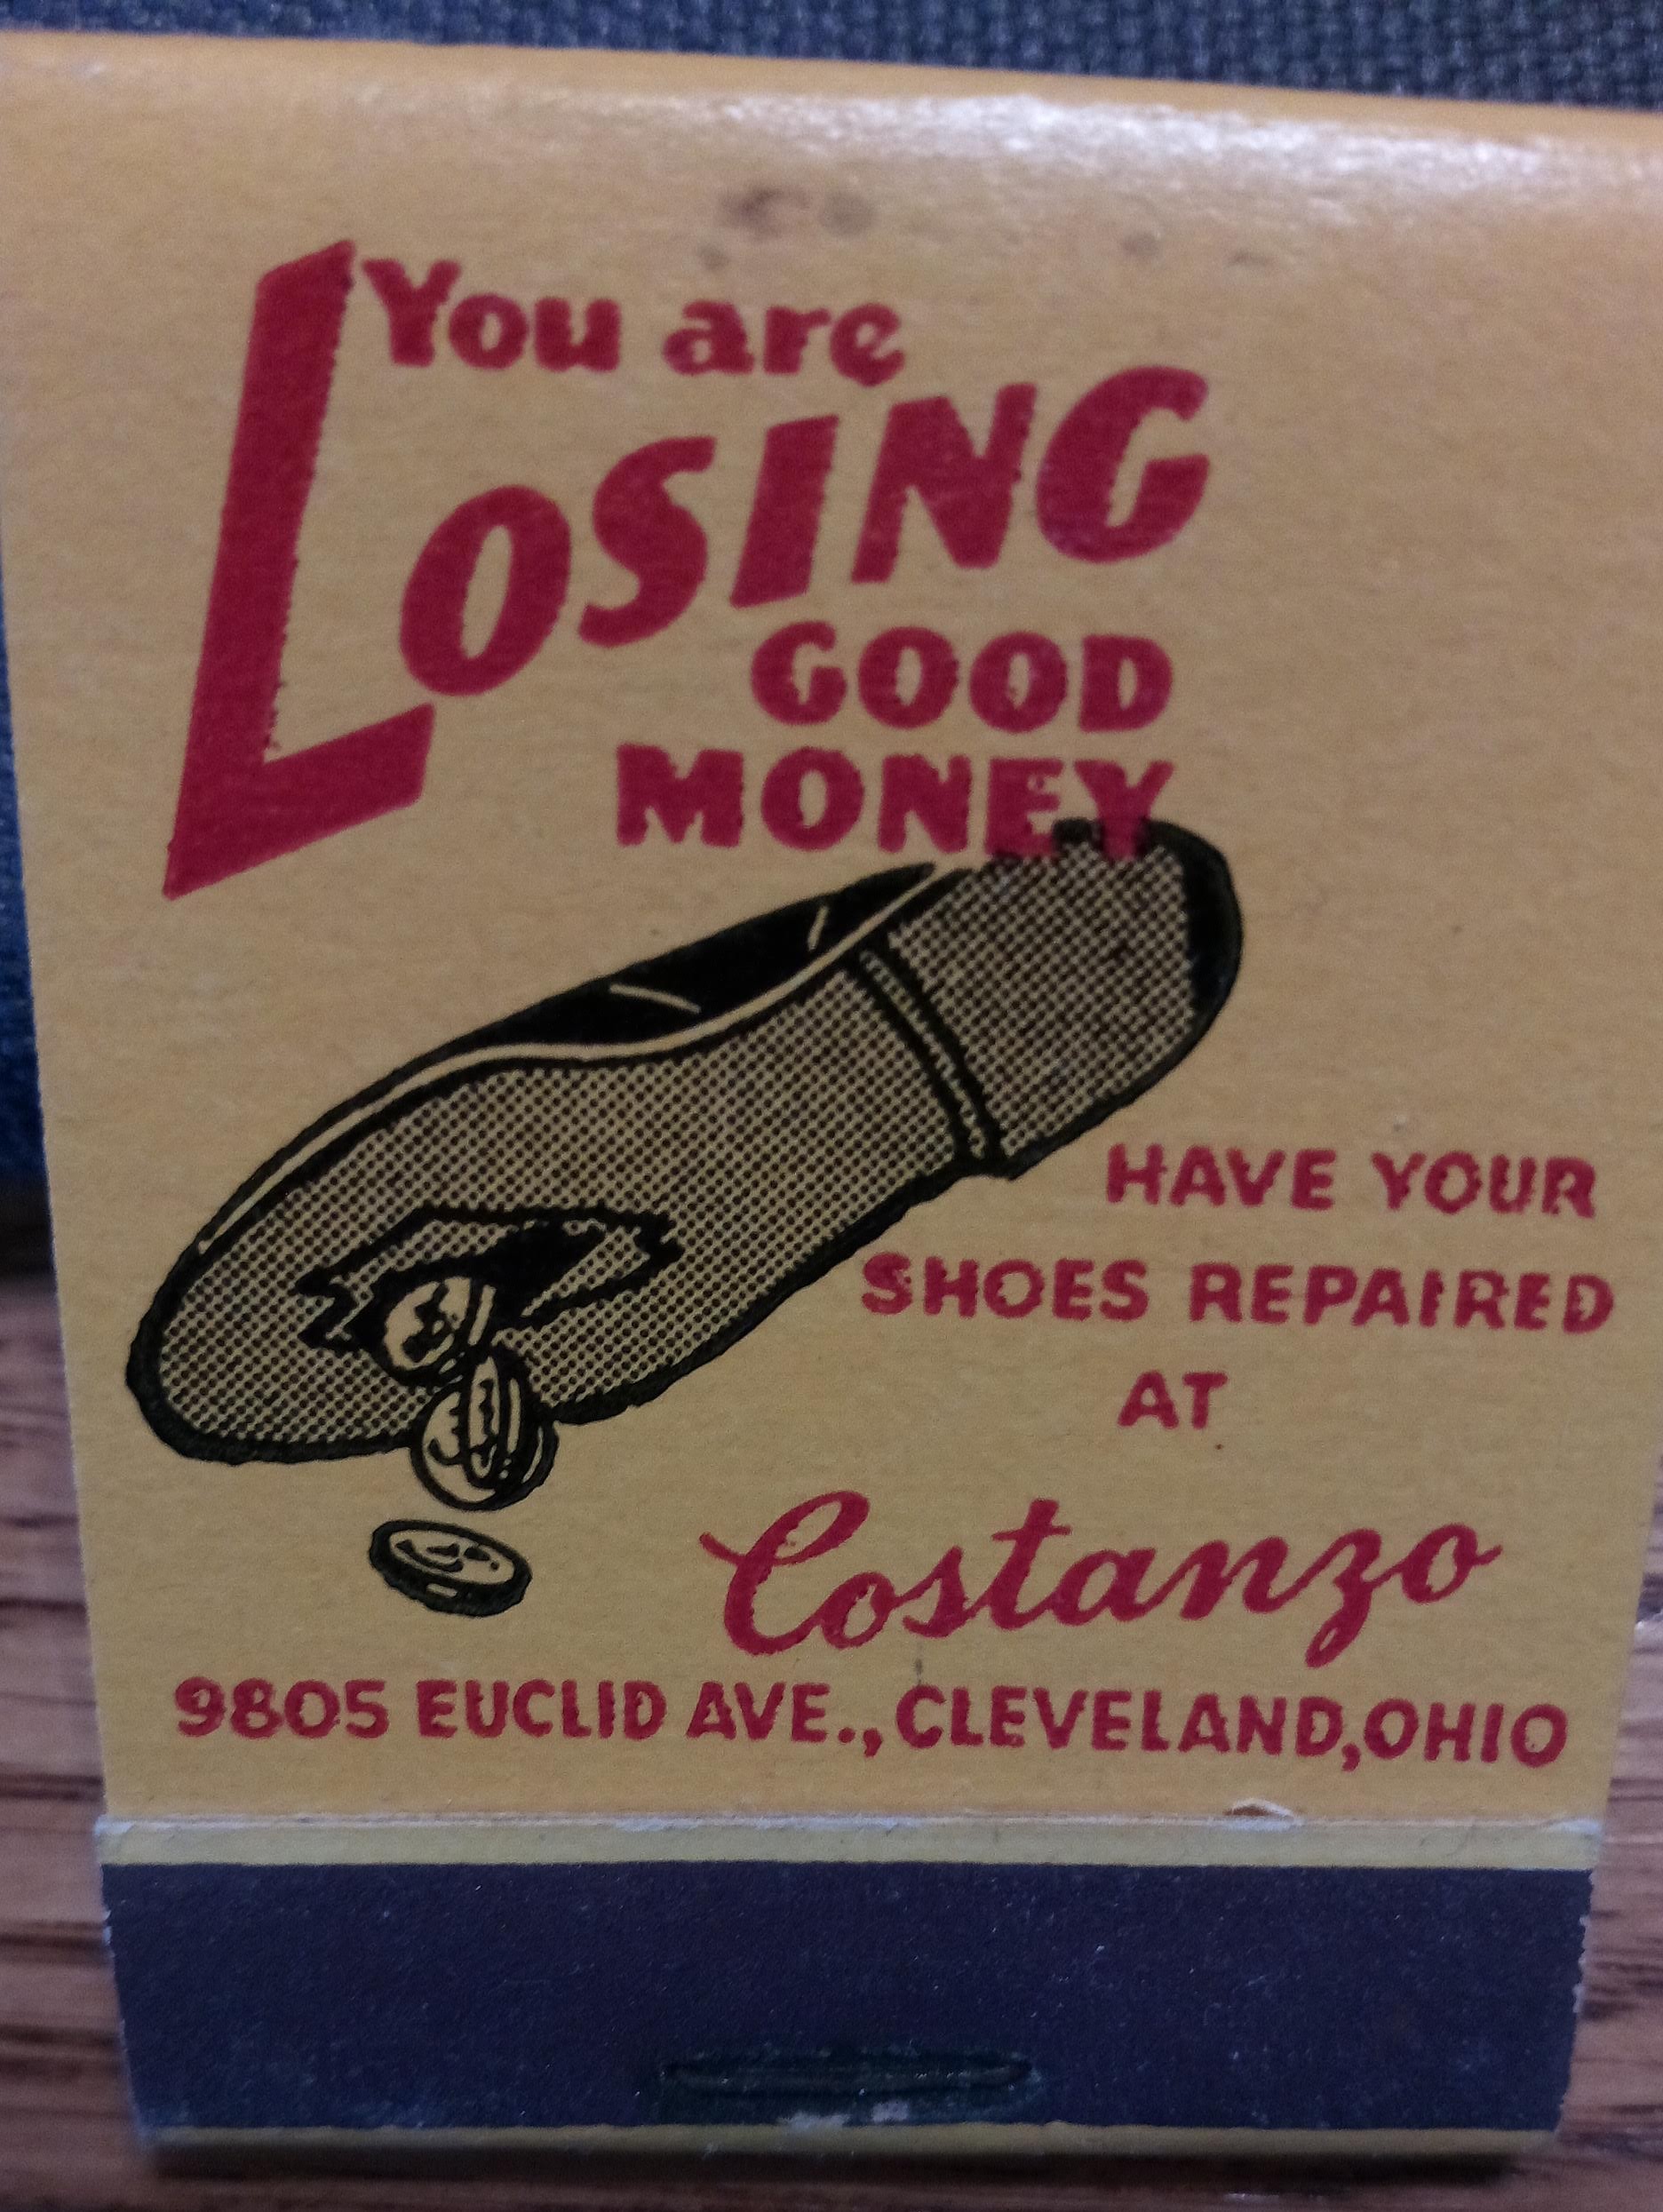 You are
LOSING
GOOD
MONEY
HAVE YOUR
SHOES REPAIRED
AT
Costanzo
9805 EUCLID AVE., CLEVELAND, OHIO